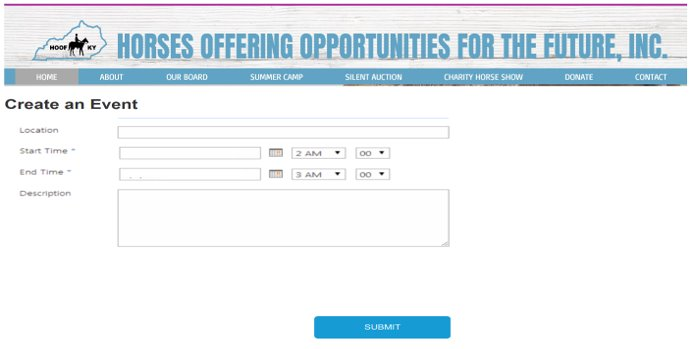 HOOF KY
HORSES OFFERING OPPORTUNITIES FOR THE FUTURE, INC.
HOME ABOUT OUR BOARD SUMMER CAMP SILENT AUCTION CHARITY HORSE SHOW DONATE CONTACT
Create an Event
Location
Start Time * 2 AM 00
End Time * 3 AM 00
Description
SUBMIT